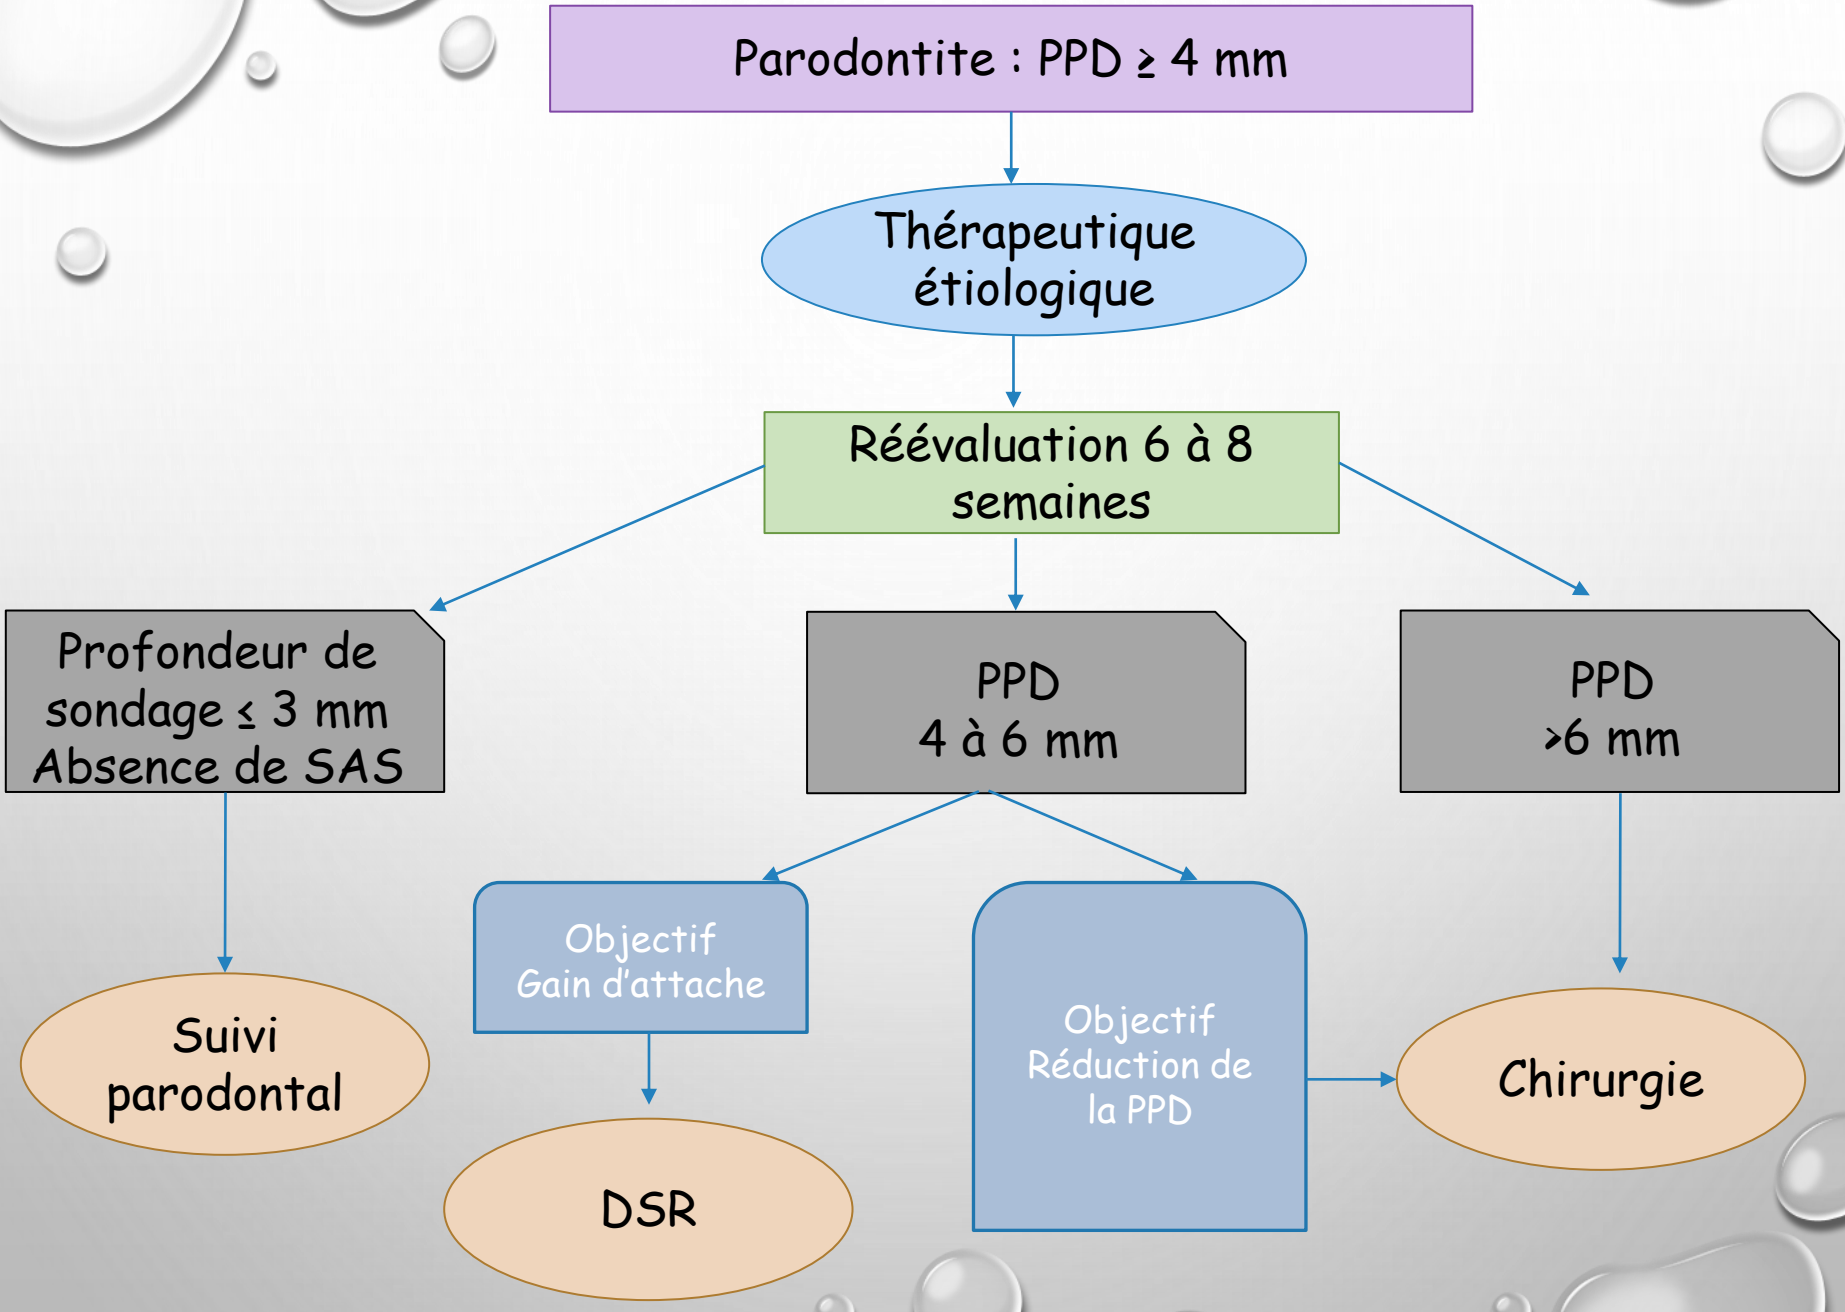 Parodontite : PPD ≥ 4 mm
Thérapeutique
étiologique
Réévaluation 6 à 8
semaines
Profondeur de
sondage ≤ 3 mm
Absence de SAS
PPD
4 à 6 mm
PPD
>6 mm
Objectif
Gain d'attache
Objectif
Réduction de
la PPD
Suivi
parodontal
DSR
Chirurgie